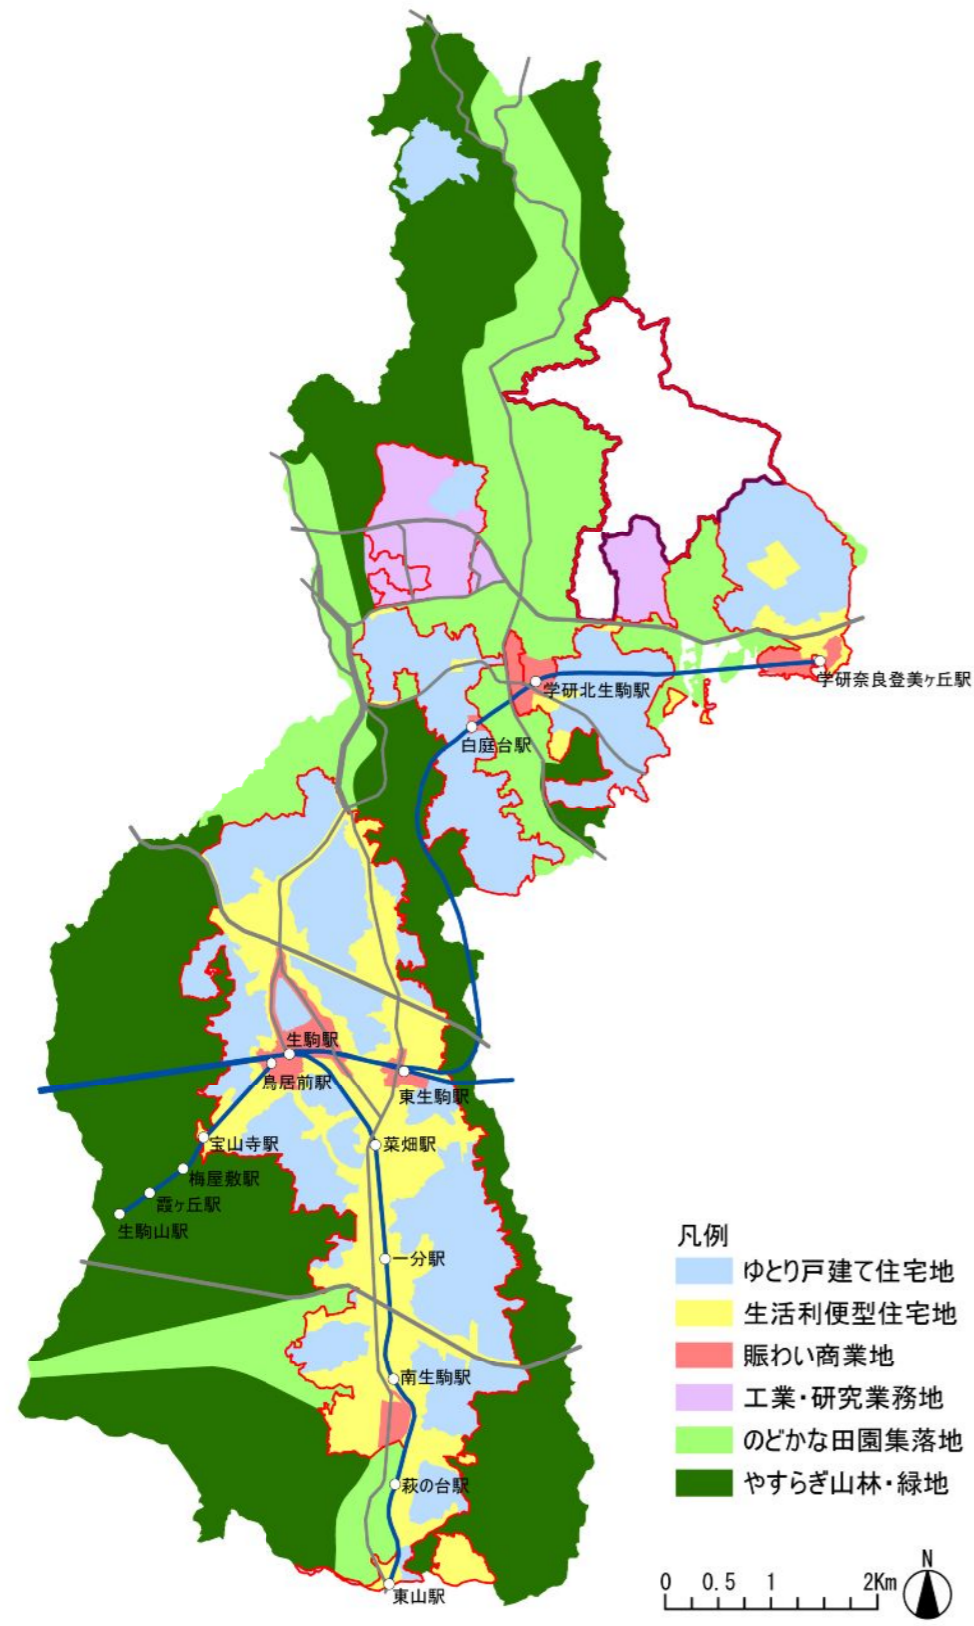 学研奈良登美ヶ丘駅
学研北生駒駅
白庭台駅
生駒駅
鳥居前駅
東生駒駅
宝山寺駅
菜畑駅
梅屋敷駅
霞ヶ丘駅
生駒山駅
一分駅
南生駒駅
萩の台駅
東山駅
凡例
ゆとり戸建て住宅地
生活利便型住宅地
賑わい商業地
工業・研究業務地
のどかな田園集落地
やすらぎ山林・緑地
N
0 0.5 1 2Km